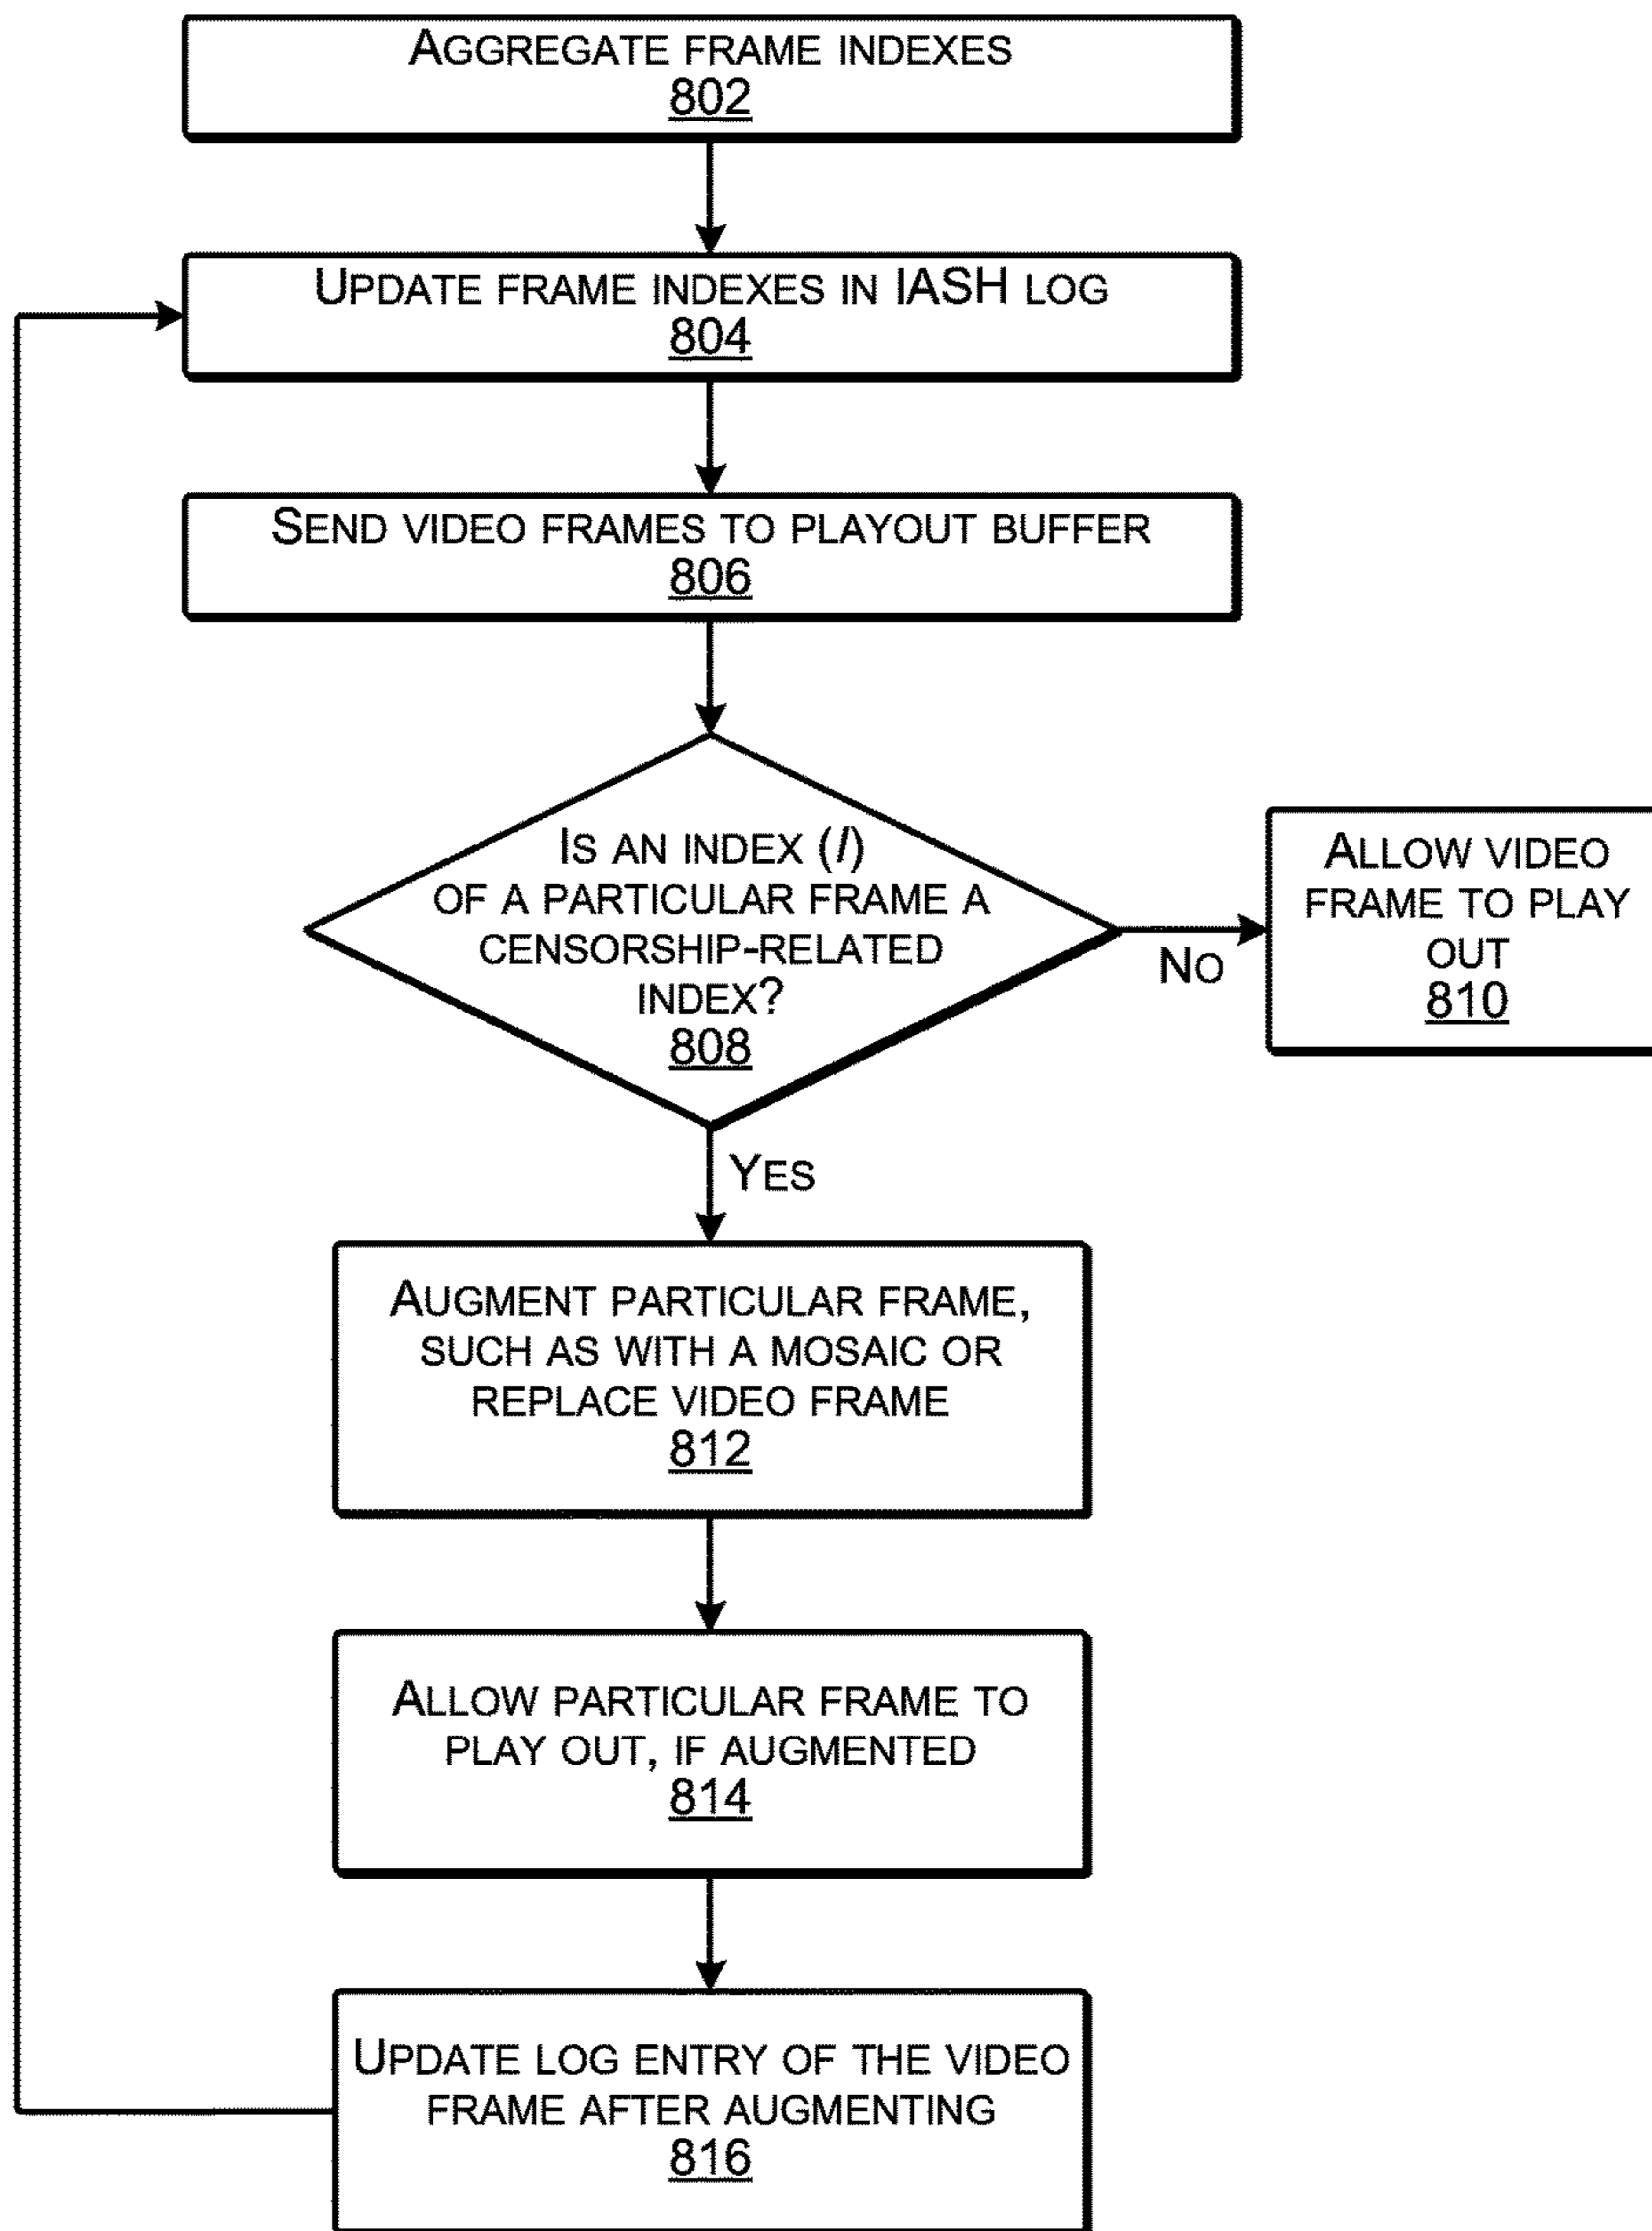 AGGREGATE FRAME INDEXES
802
UPDATE FRAME INDEXES IN IASH LOG
804
SEND VIDEO FRAMES TO PLAYOUT BUFFER
806
IS AN INDEX (I)
OF A PARTICULAR FRAME A
CENSORSHIP-RELATED
INDEX?
808
NO
ALLOW VIDEO
FRAME TO PLAY
OUT
810
YES
AUGMENT PARTICULAR FRAME,
SUCH AS WITH A MOSAIC OR
REPLACE VIDEO FRAME
812
ALLOW PARTICULAR FRAME TO
PLAY OUT, IF AUGMENTED
814
UPDATE LOG ENTRY OF THE VIDEO
FRAME AFTER AUGMENTING
816